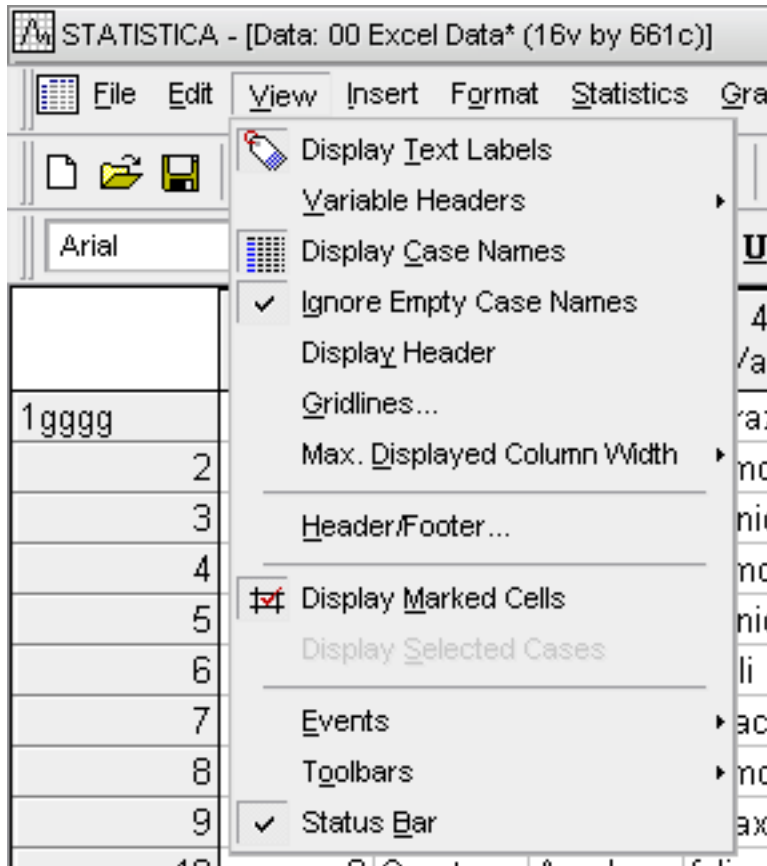 STATISTICA - [Data: 00 Excel Data* (16v by 661c)]
File Edit View Insert Format Statistics Gra
Display Text Labels
Variable Headers
Arial
Display Case Names
U
Ignore Empty Case Names
4
Display Header
Gridlines...
1gggg
Max. Displayed Column Width
2
3
Header/Footer...
4
Display Marked Cells
5
Display Selected Cases
6
7
Events
8
Toolbars
9
Status Bar